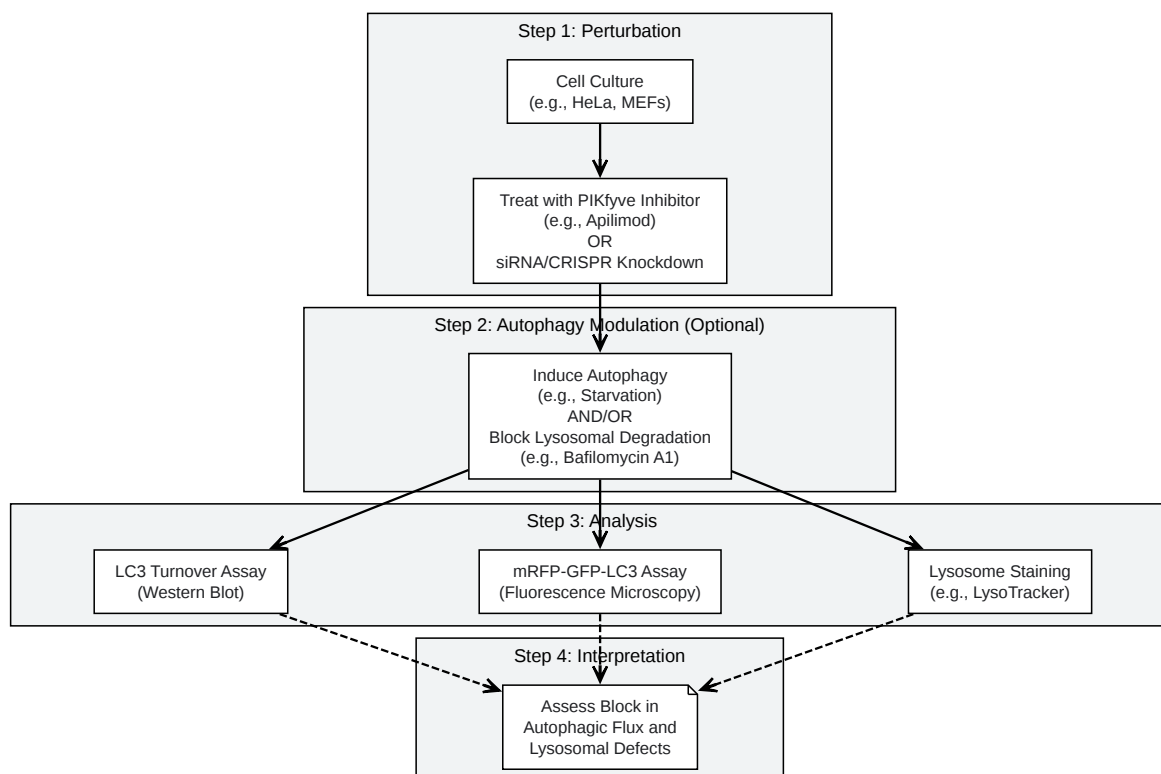 Step 1: Perturbation
Cell Culture
(e.g., HeLa, MEFs)
Treat with PIKfyve Inhibitor
(e.g., Apilimod)
OR
siRNA/CRISPR Knockdown
Step 2: Autophagy Modulation (Optional)
Induce Autophagy
(e.g., Starvation)
AND/OR
Block Lysosomal Degradation
(e.g., Bafilomycin A1)
Step 3: Analysis
LC3 Turnover Assay
(Western Blot)
mRFP-GFP-LC3 Assay
(Fluorescence Microscopy)
Lysosome Staining
(e.g., LysoTracker)
Step 4: Interpretation
Assess Block in
Autophagic Flux and
Lysosomal Defects